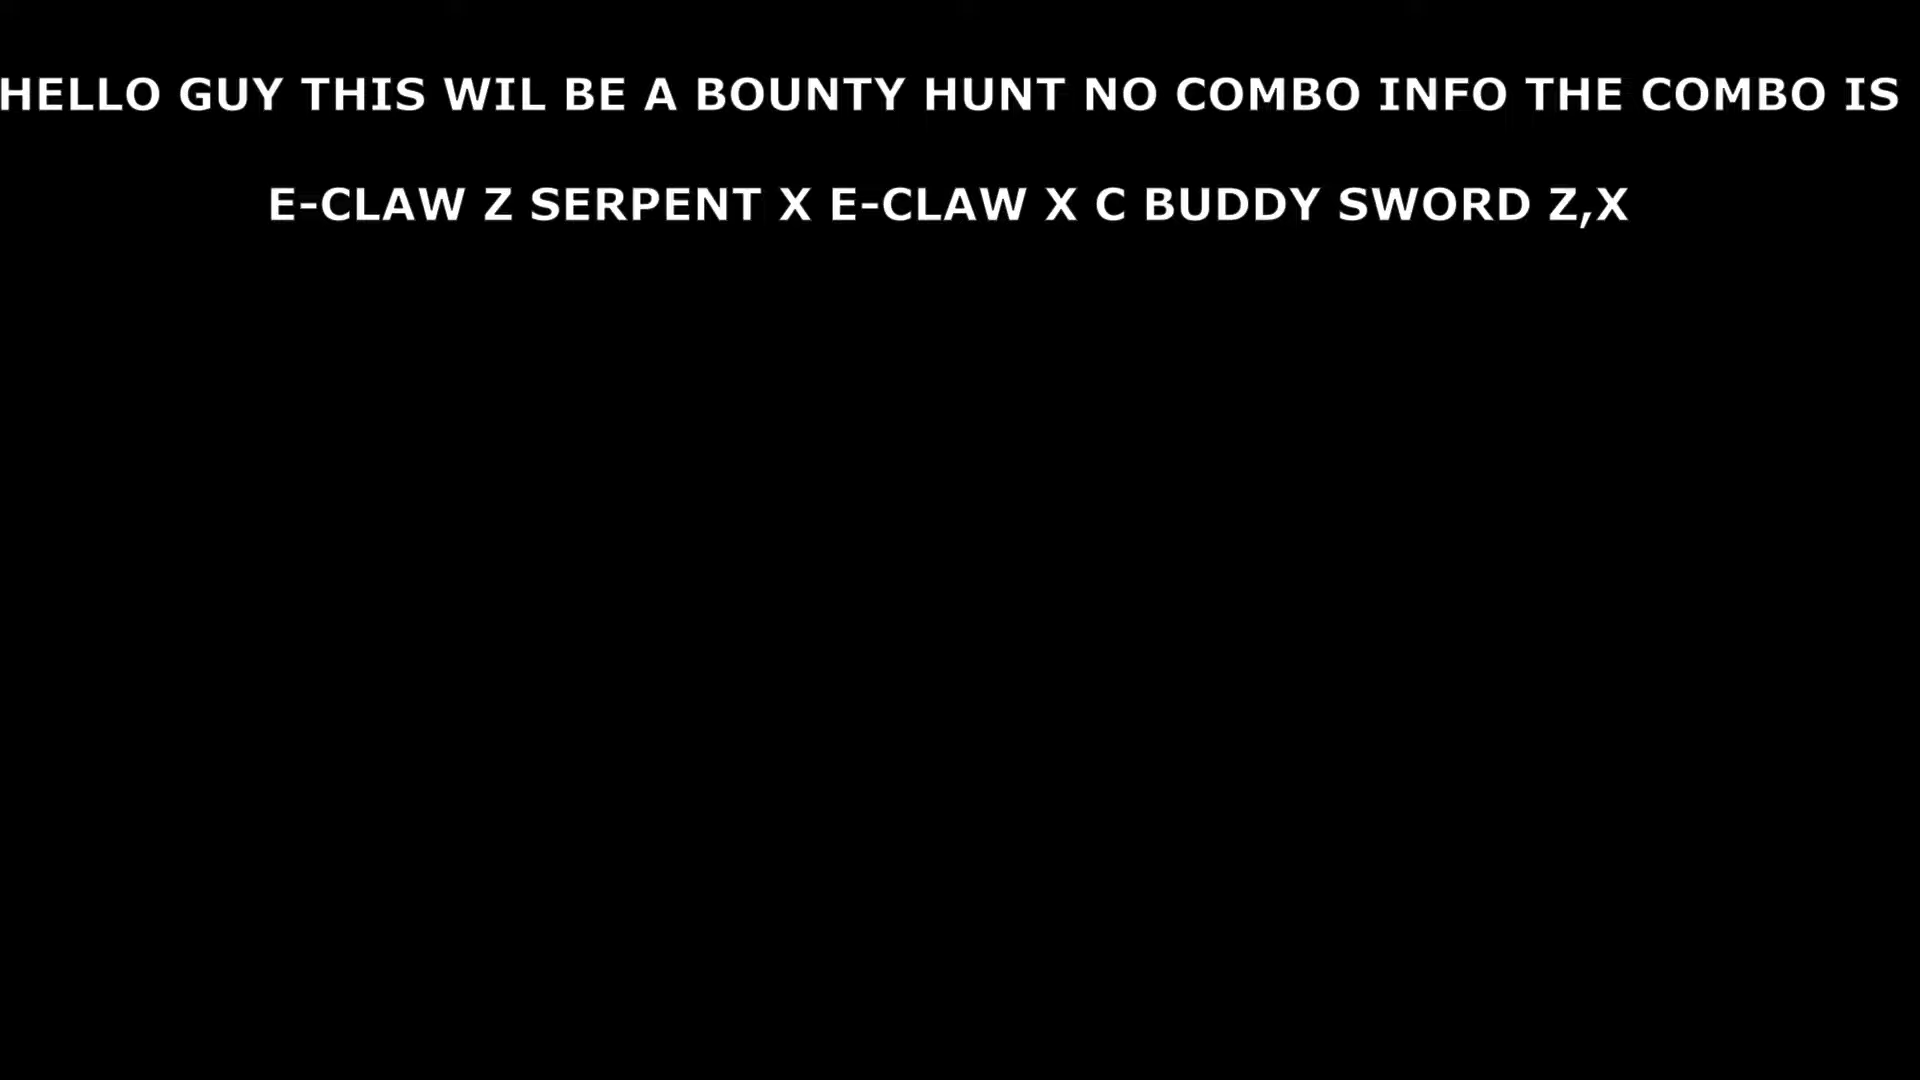 HELLO GUY THIS WIL BE A BOUNTY HUNT NO COMBO INFO THE COMBO IS
E-CLAW Z SERPENT X E-CLAW X C BUDDY SWORD Z,X